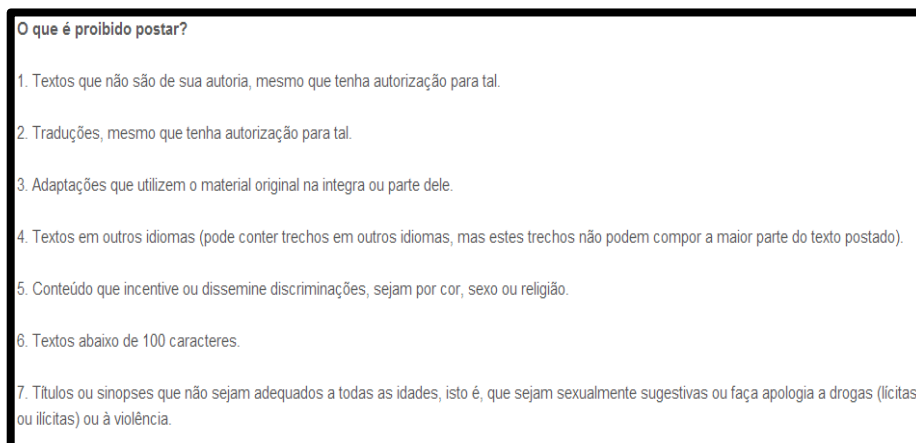 O que é proibido postar?
1. Textos que não são de sua autoria, mesmo que tenha autorização para tal.
2. Traduções, mesmo que tenha autorização para tal.
3. Adaptações que utilizem o material original na integra ou parte dele.
4. Textos em outros idiomas (pode conter trechos em outros idiomas, mas estes trechos não podem compor a maior parte do texto postado).
5. Conteúdo que incentive ou dissemine discriminações, sejam por cor, sexo ou religião.
6. Textos abaixo de 100 caracteres.
7. Títulos ou sinopses que não sejam adequados a todas as idades, isto é, que sejam sexualmente sugestivas ou faça apologia a drogas (lícitas
ou ilícitas) ou à violência.